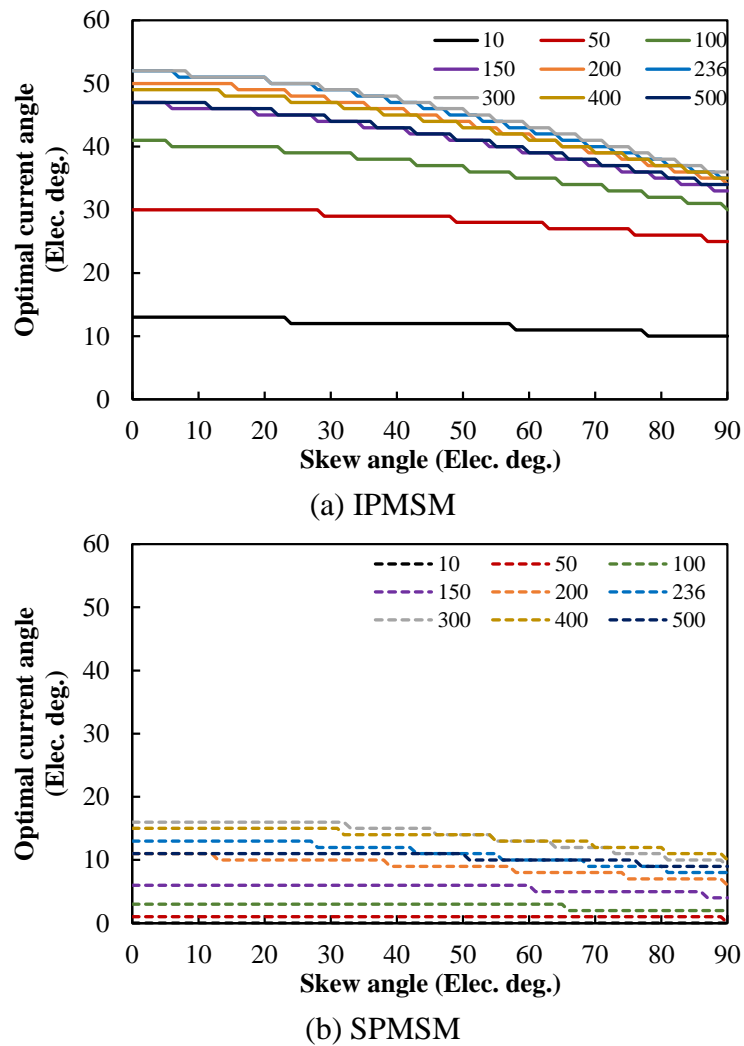 60
50
40
30
20
10
0
Optimal current angle
(Elec. deg.)
10 50 100
150 200 236
300 400 500
0 10 20 30 40 50 60 70 80 90
Skew angle (Elec. deg.)
(a) IPMSM
60
50
40
30
20
10
0
Optimal current angle
(Elec. deg.)
10 50 100
150 200 236
300 400 500
0 10 20 30 40 50 60 70 80 90
Skew angle (Elec. deg.)
(b) SPMSM